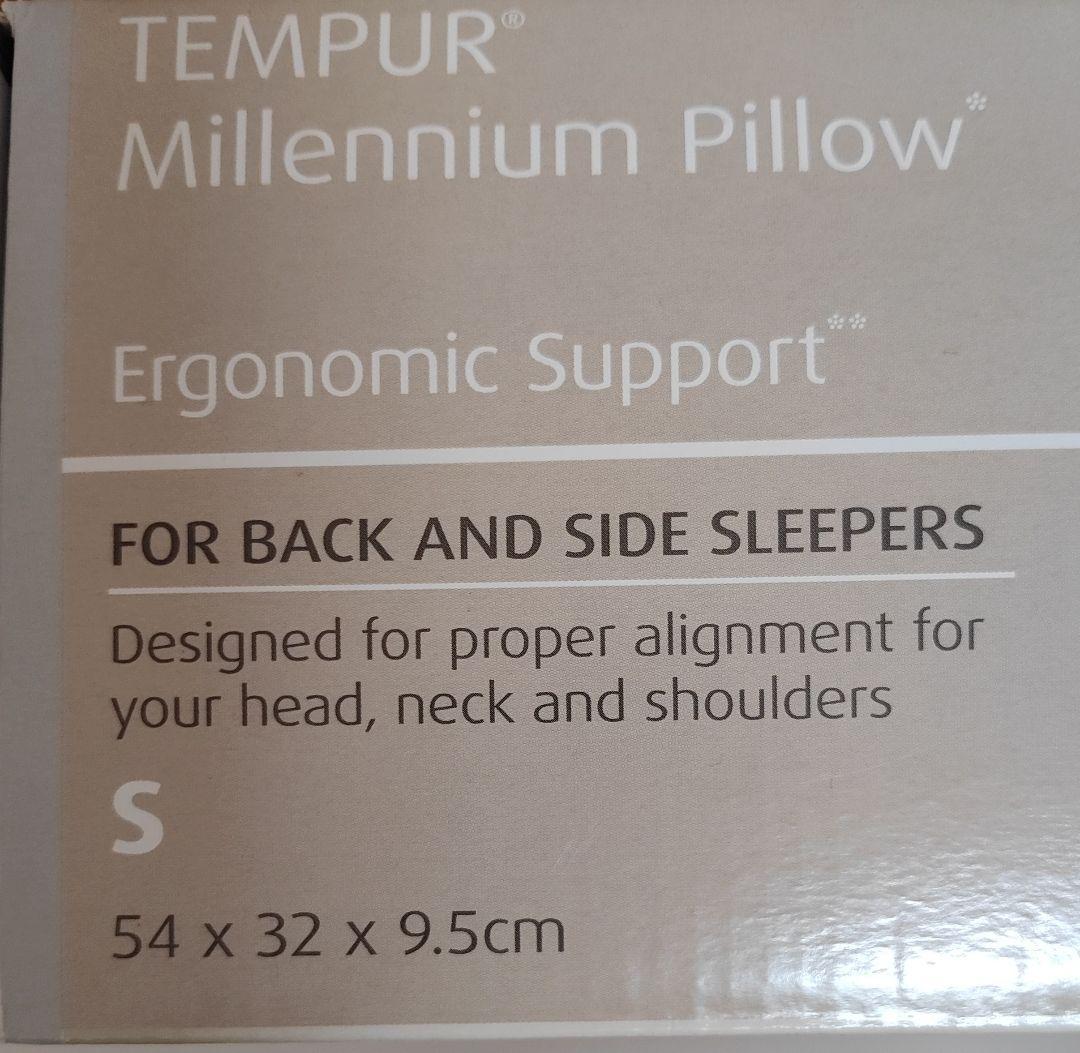 TEMPUR®
Millennium Pillow*
Ergonomic Support**
FOR BACK AND SIDE SLEEPERS
Designed for proper alignment for
your head, neck and shoulders
S
54 x 32 x 9.5cm